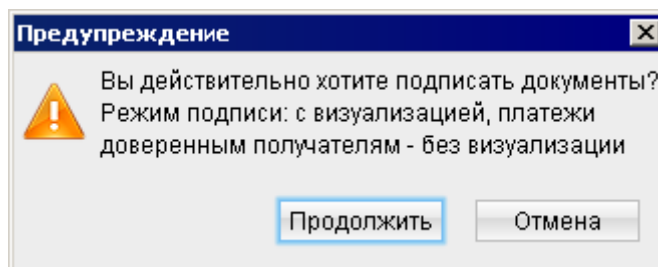 Предупреждение
Вы действительно хотите подписать документы?
Режим подписи: с визуализацией, платежи
доверенным получателям - без визуализации
Продолжить Отмена